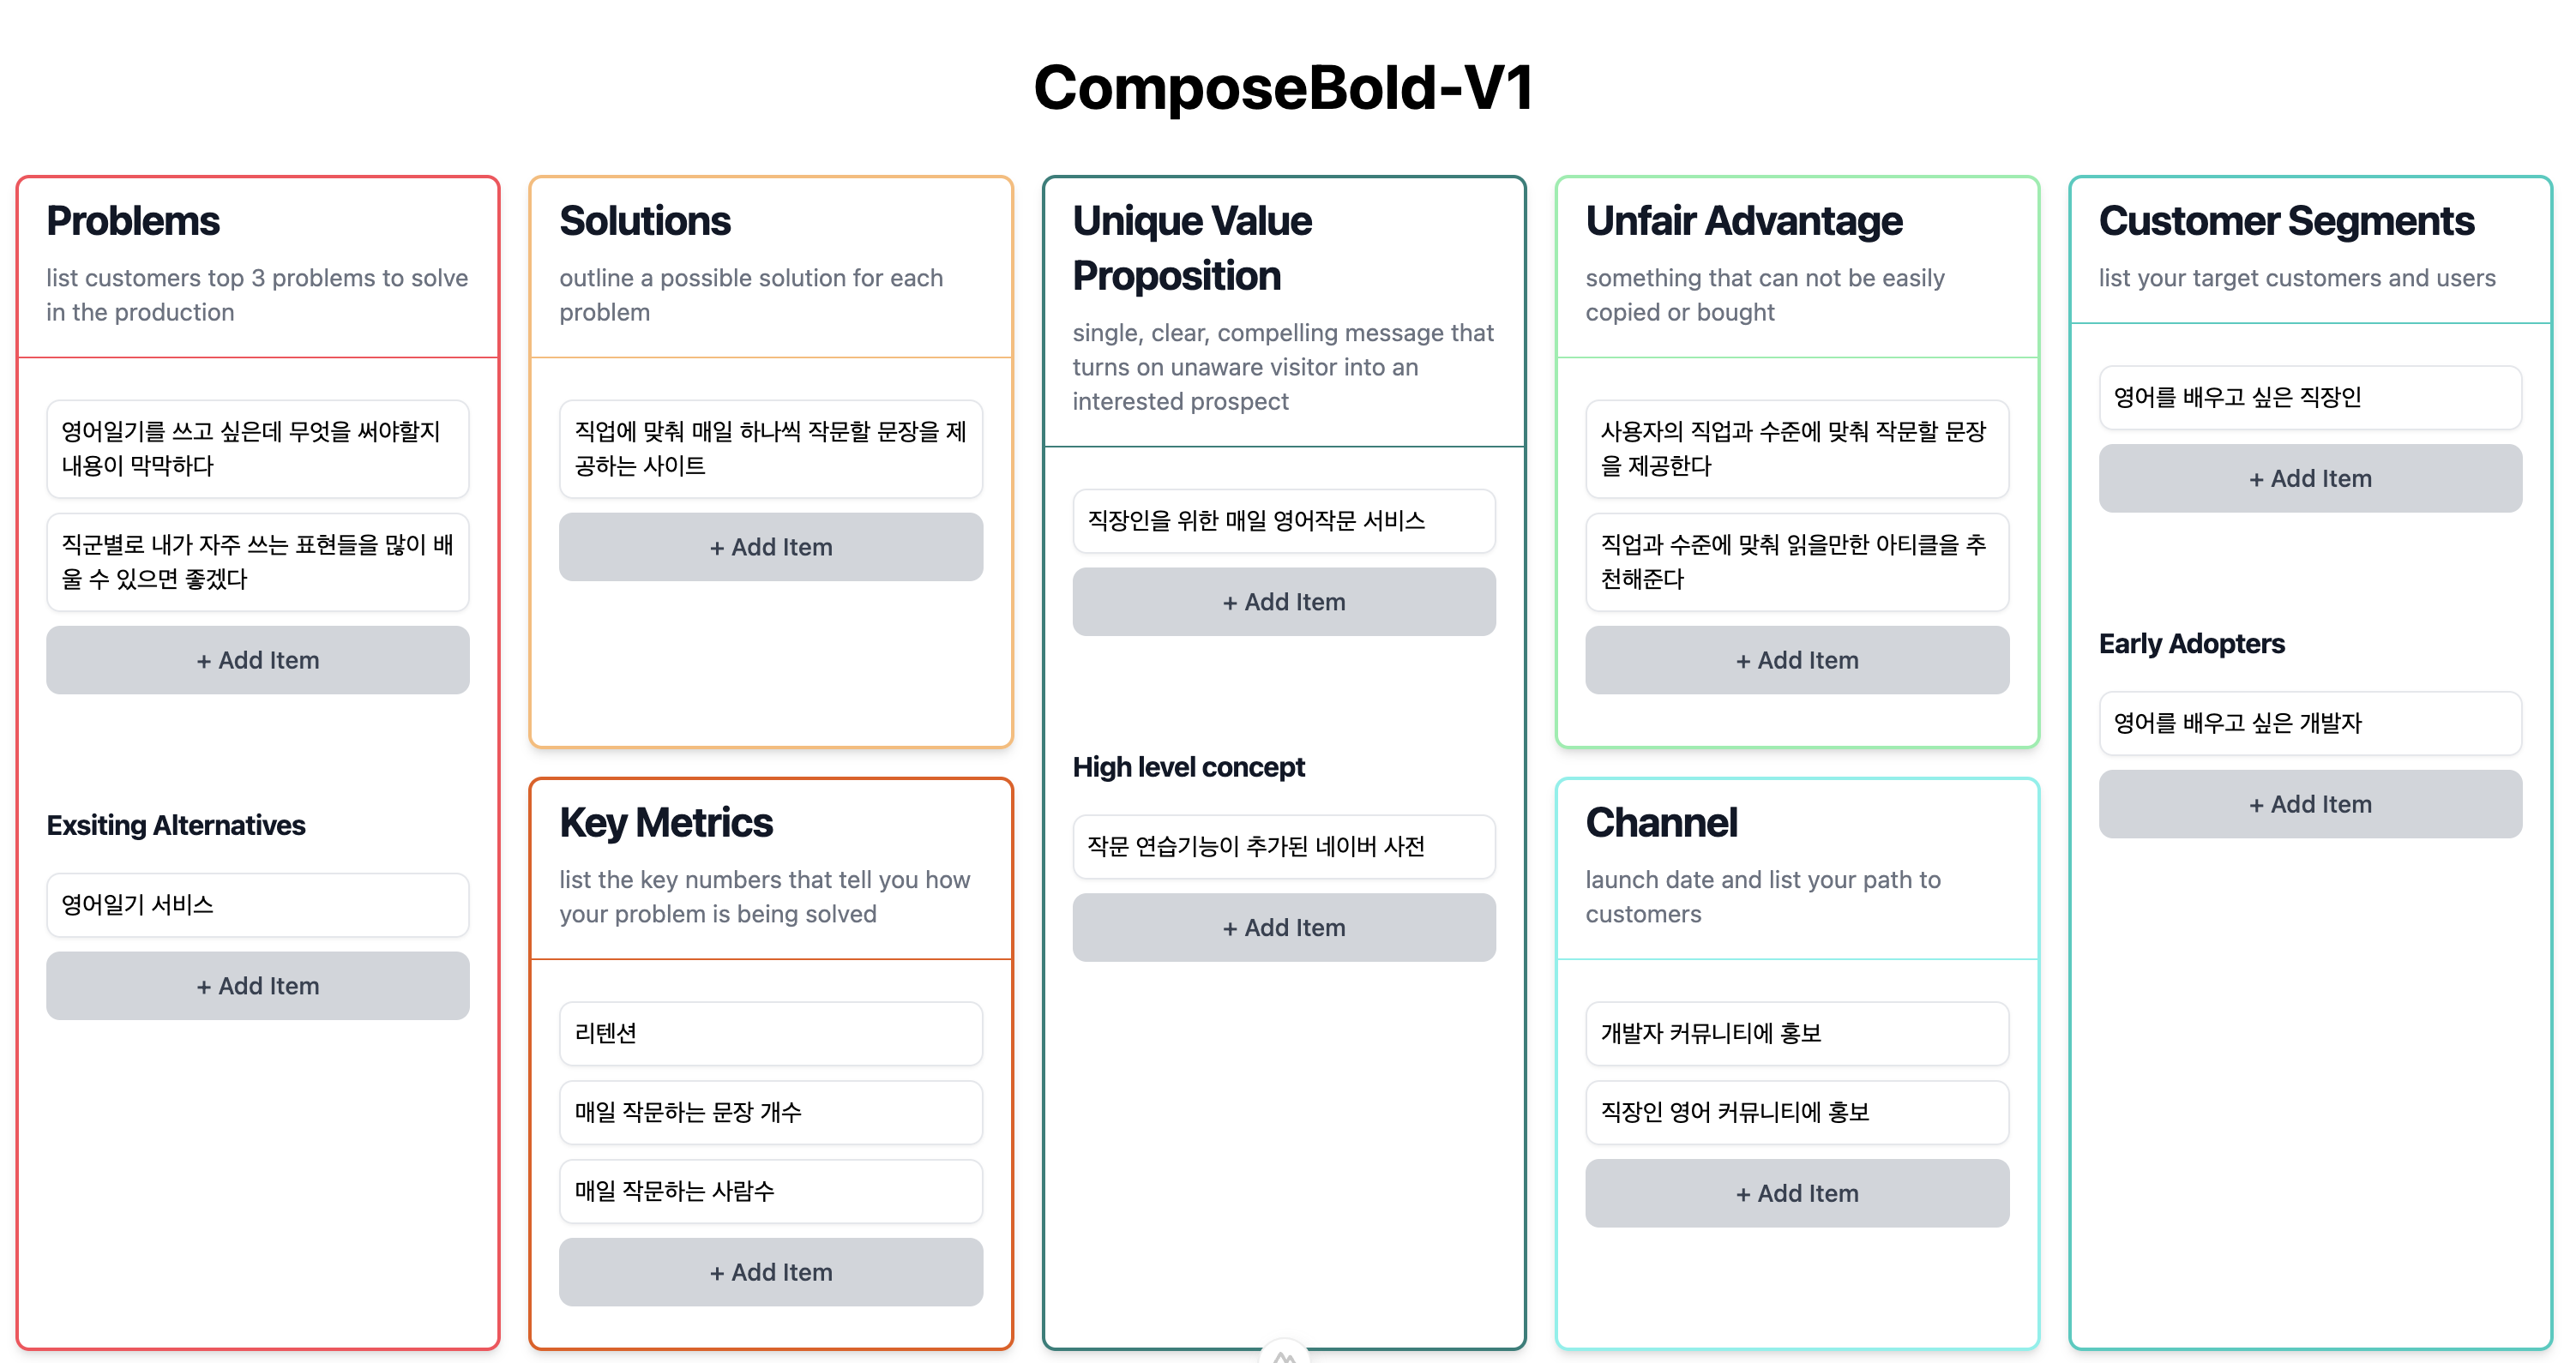 ComposeBold-V1
Problems
list customers top 3 problems to solve
in the production
영어일기를 쓰고 싶은데 무엇을 써야할지
내용이 막막하다
직군별로 내가 자주 쓰는 표현들을 많이 배
울 수 있으면 좋겠다
+ Add Item
Exsiting Alternatives
영어일기 서비스
+ Add Item
Solutions
outline a possible solution for each
problem
직업에 맞춰 매일 하나씩 작문할 문장을 제
공하는 사이트
+ Add Item
Key Metrics
list the key numbers that tell you how
your problem is being solved
리텐션
매일 작문하는 문장 개수
매일 작문하는 사람수
+ Add Item
Unique Value
Proposition
single, clear, compelling message that
turns on unaware visitor into an
interested prospect
직장인을 위한 매일 영어작문 서비스
+ Add Item
High level concept
작문 연습기능이 추가된 네이버 사전
+ Add Item
Unfair Advantage
something that can not be easily
copied or bought
사용자의 직업과 수준에 맞춰 작문할 문장
을 제공한다
직업과 수준에 맞춰 읽을만한 아티클을 추
천해준다
+ Add Item
Channel
launch date and list your path to
customers
개발자 커뮤니티에 홍보
직장인 영어 커뮤니티에 홍보
+ Add Item
Customer Segments
list your target customers and users
영어를 배우고 싶은 직장인
+ Add Item
Early Adopters
영어를 배우고 싶은 개발자
+ Add Item